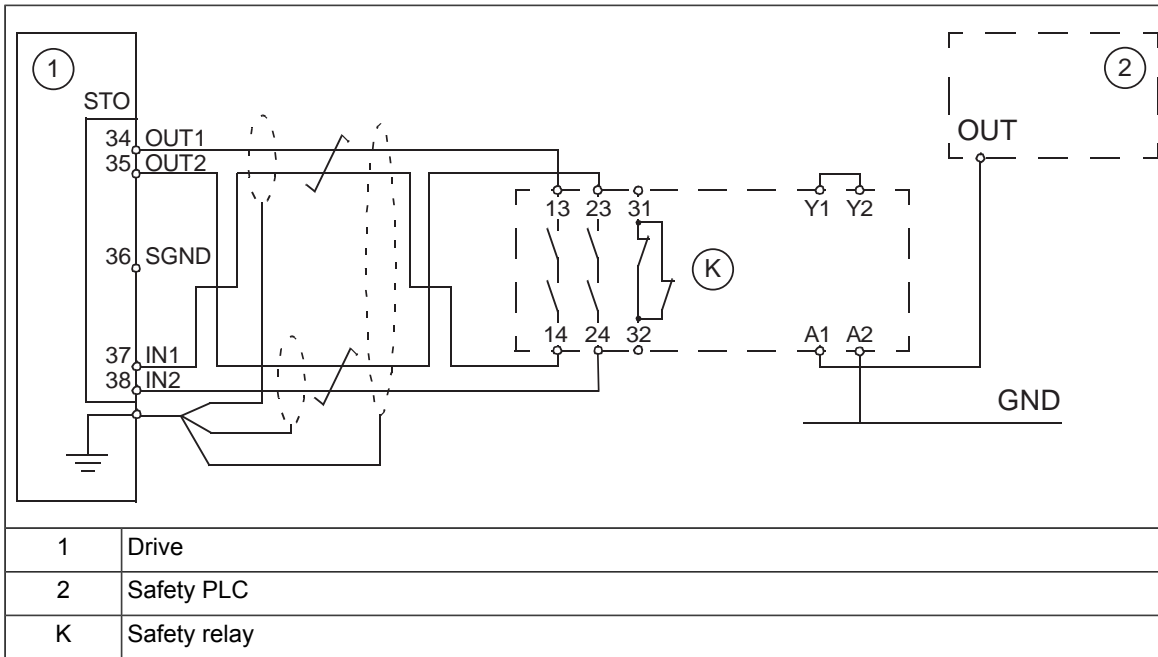 1
2
STO
34 OUT1
35 OUT2
OUT
13 23 31
Y1 Y2
36 SGND
K
14 24 32
A1 A2
37 IN1
38 IN2
GND
1 Drive
2 Safety PLC
K Safety relay